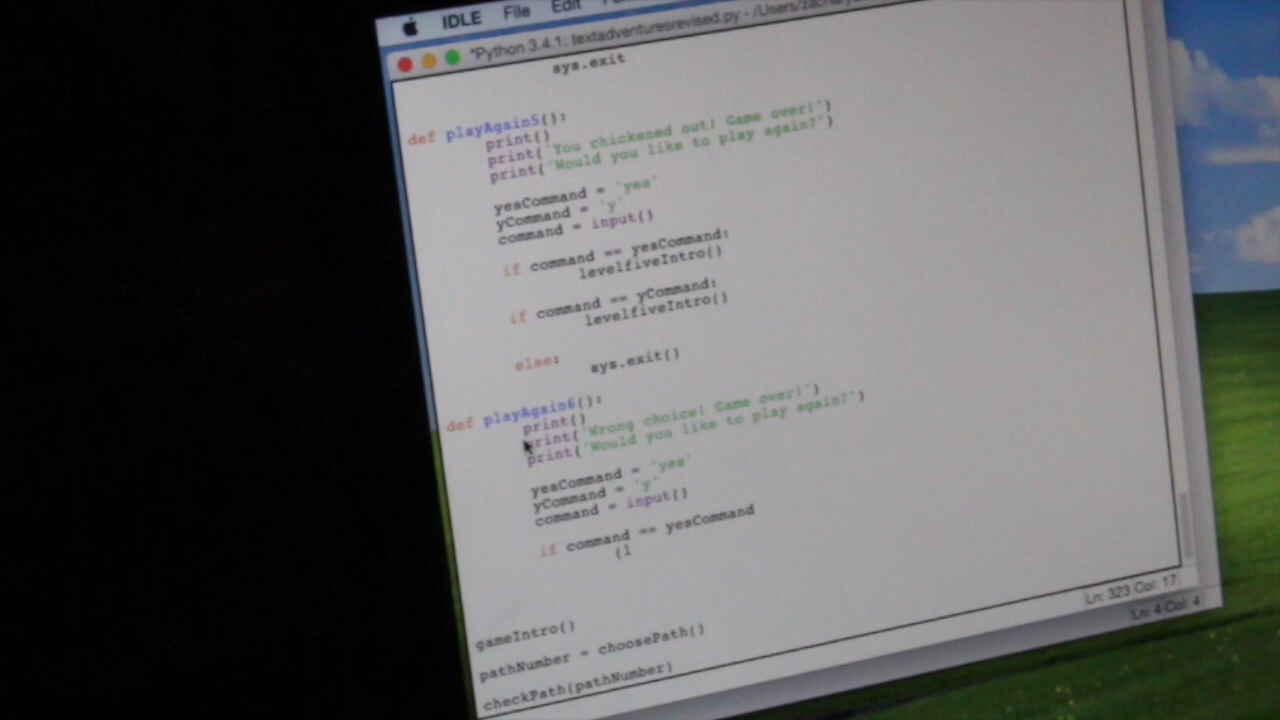 IDLE File Edit
*Python 3.4.1: textadventuresrevised.py - /Users/
sys.exit
def playAgain5():
print()
print('You chickened out! Game over!')
print('Would you like to play again?')
yesCommand = 'yes'
yCommand = 'y'
command = input()
if command == yesCommand:
levelfiveIntro()
if command == yCommand:
levelfiveIntro()
else:
sys.exit()
def playAgain6():
print()
print('Wrong choice! Game over!')
print('Would you like to play again?')
yesCommand = 'yes'
yCommand = 'y'
command = input()
if command == yesCommand
(l
gameIntro()
pathNumber = choosePath()
checkPath(pathNumber)
Ln: 323 Col: 17
Ln: 4 Col: 4